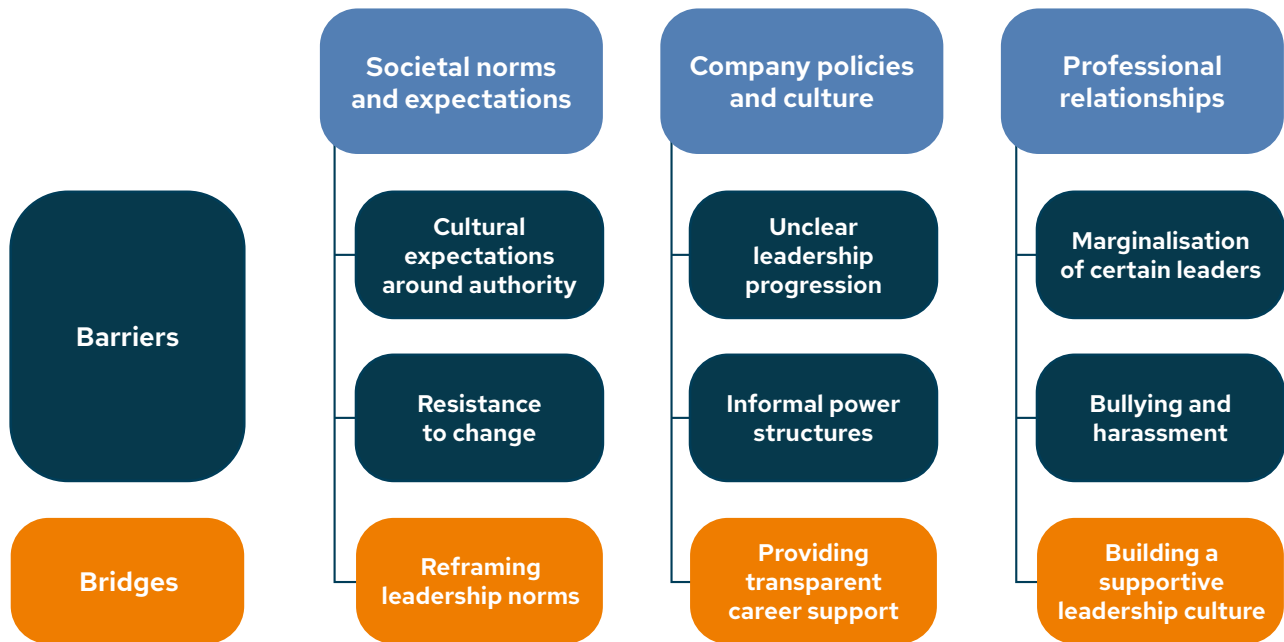 Societal norms
and expectations
Company policies
and culture
Professional
relationships
Barriers
Cultural
expectations
around authority
Unclear
leadership
progression
Marginalisation
of certain leaders
Resistance
to change
Informal power
structures
Bullying and
harassment
Bridges
Reframing
leadership norms
Providing
transparent
career support
Building a
supportive
leadership culture